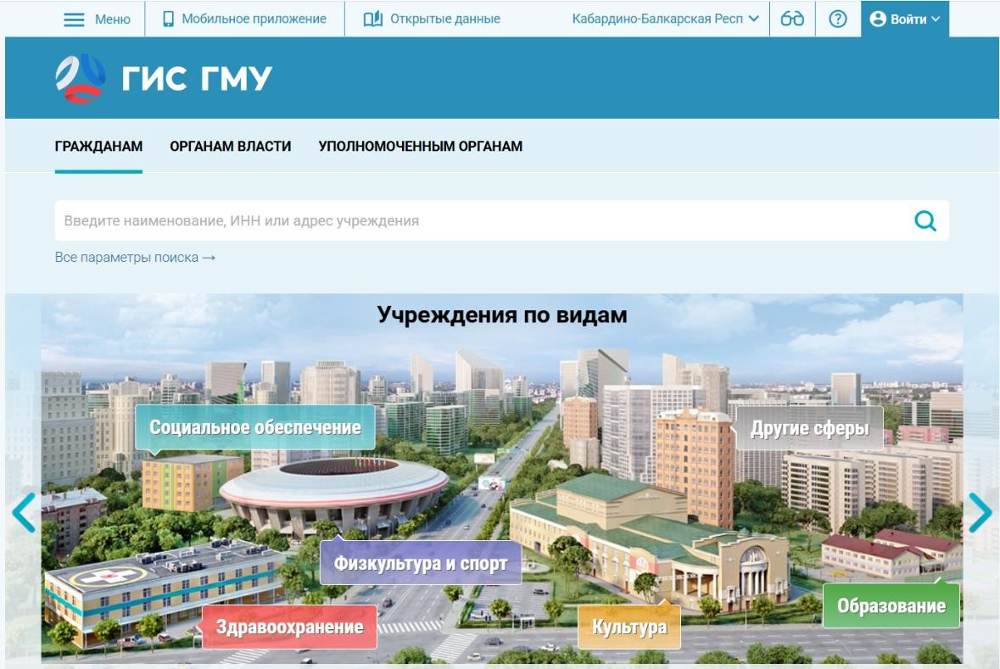 Меню
Мобильное приложение
Открытые данные
Кабардино-Балкарская Респ
Войти
ГИС ГМУ
ГРАЖДАНАМ
ОРГАНАМ ВЛАСТИ
УПОЛНОМОЧЕННЫМ ОРГАНАМ
Введите наименование, ИНН или адрес учреждения
Все параметры поиска →
Учреждения по видам
Социальное обеспечение
Другие сферы
Физкультура и спорт
Образование
Здравоохранение
Культура